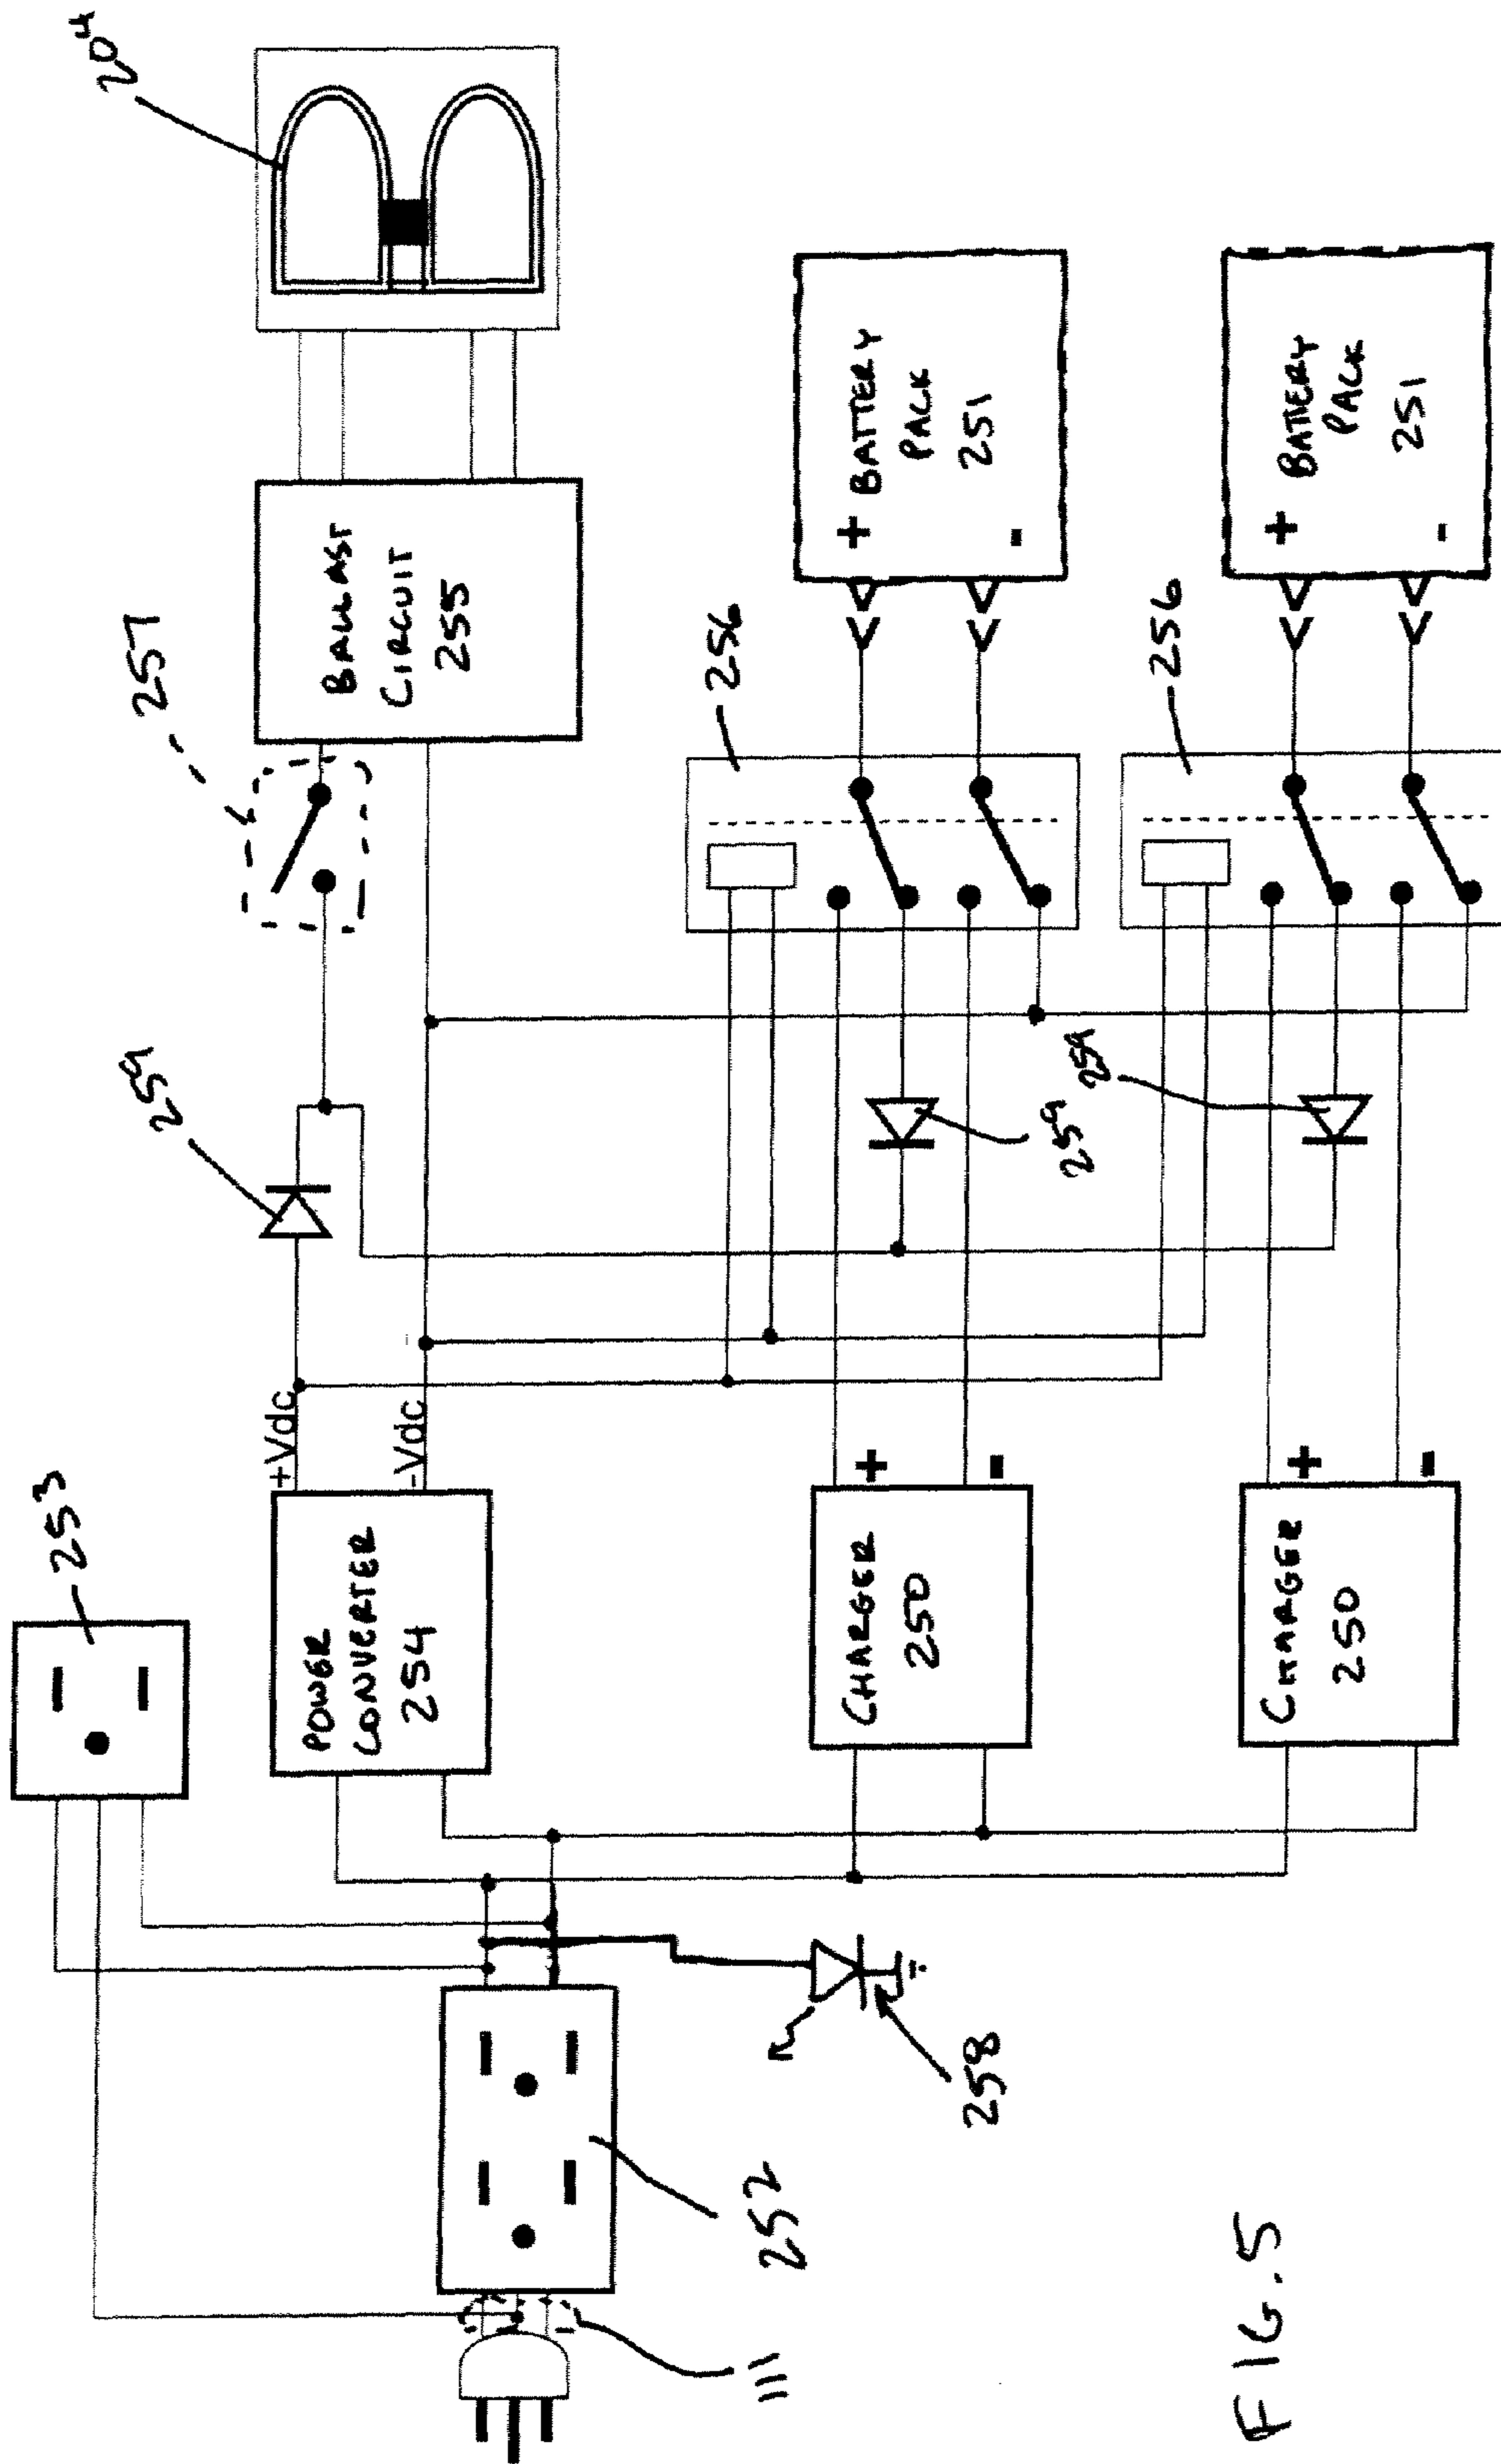 204
257
BALLAST
CIRCUIT
255
259
+Vdc
-Vdc
253
POWER
CONVERTER
254
+
BATTERY
PACK
251
-
256
259
CHARGER
250
+
-
+
BATTERY
PACK
251
-
256
259
CHARGER
250
+
-
258
252
111
FIG. 5